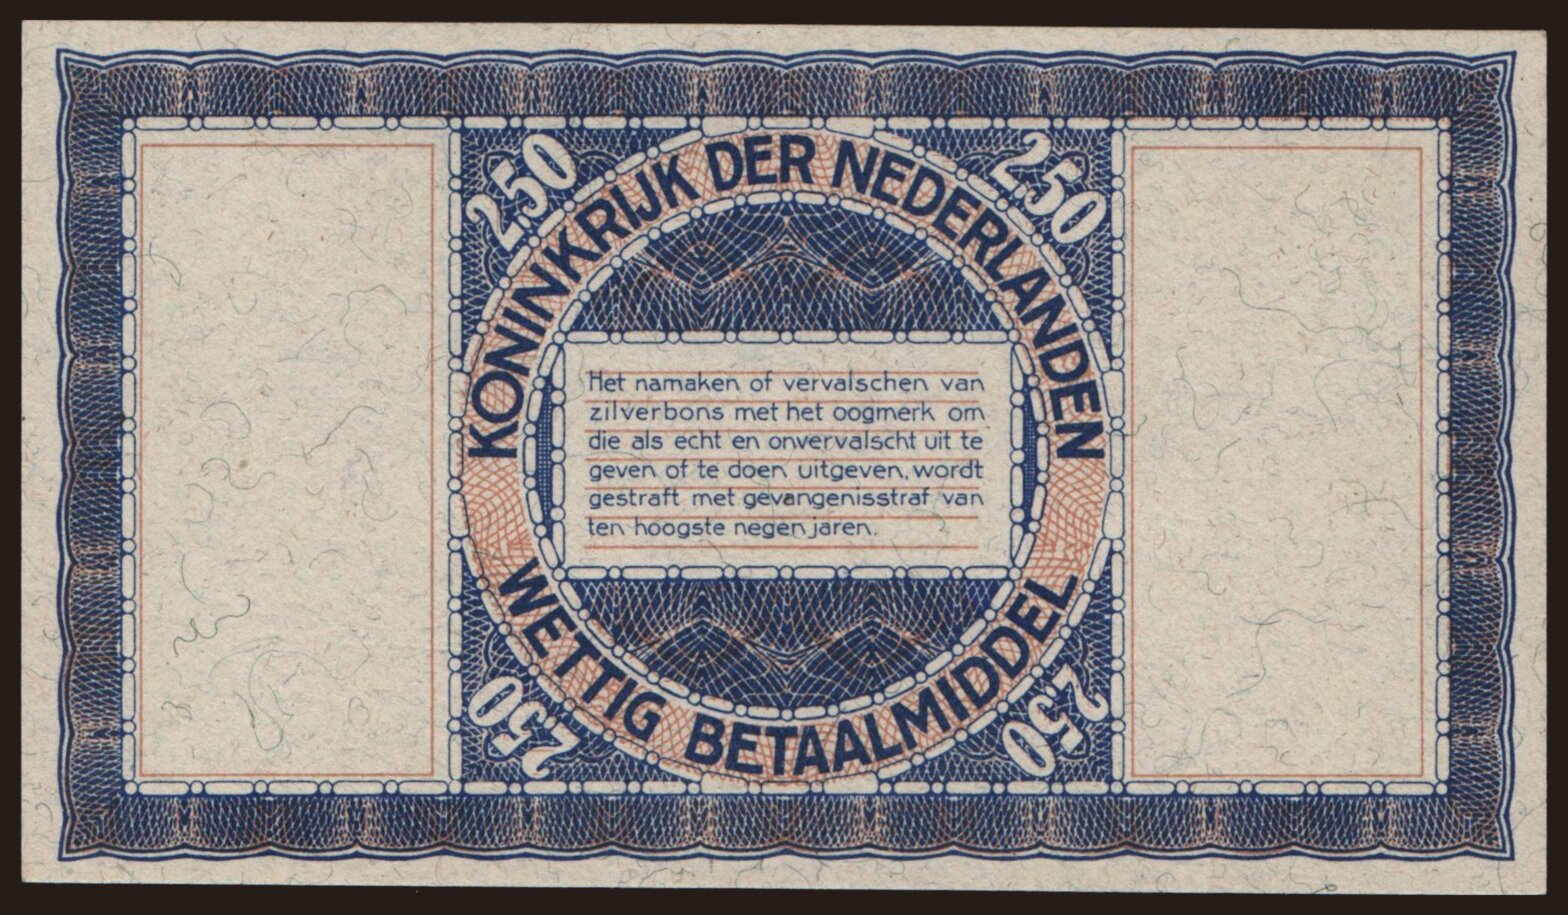 2,50
2,50
KONINKRIJK DER NEDERLANDEN
Het namaken of vervalschen van
zilverbons met het oogmerk om
die als echt en onvervalscht uit te
geven of te doen uitgeven, wordt
gestraft met gevangenisstraf van
ten hoogste negen jaren.
WETTIG BETAALMIDDEL
2,50
2,50